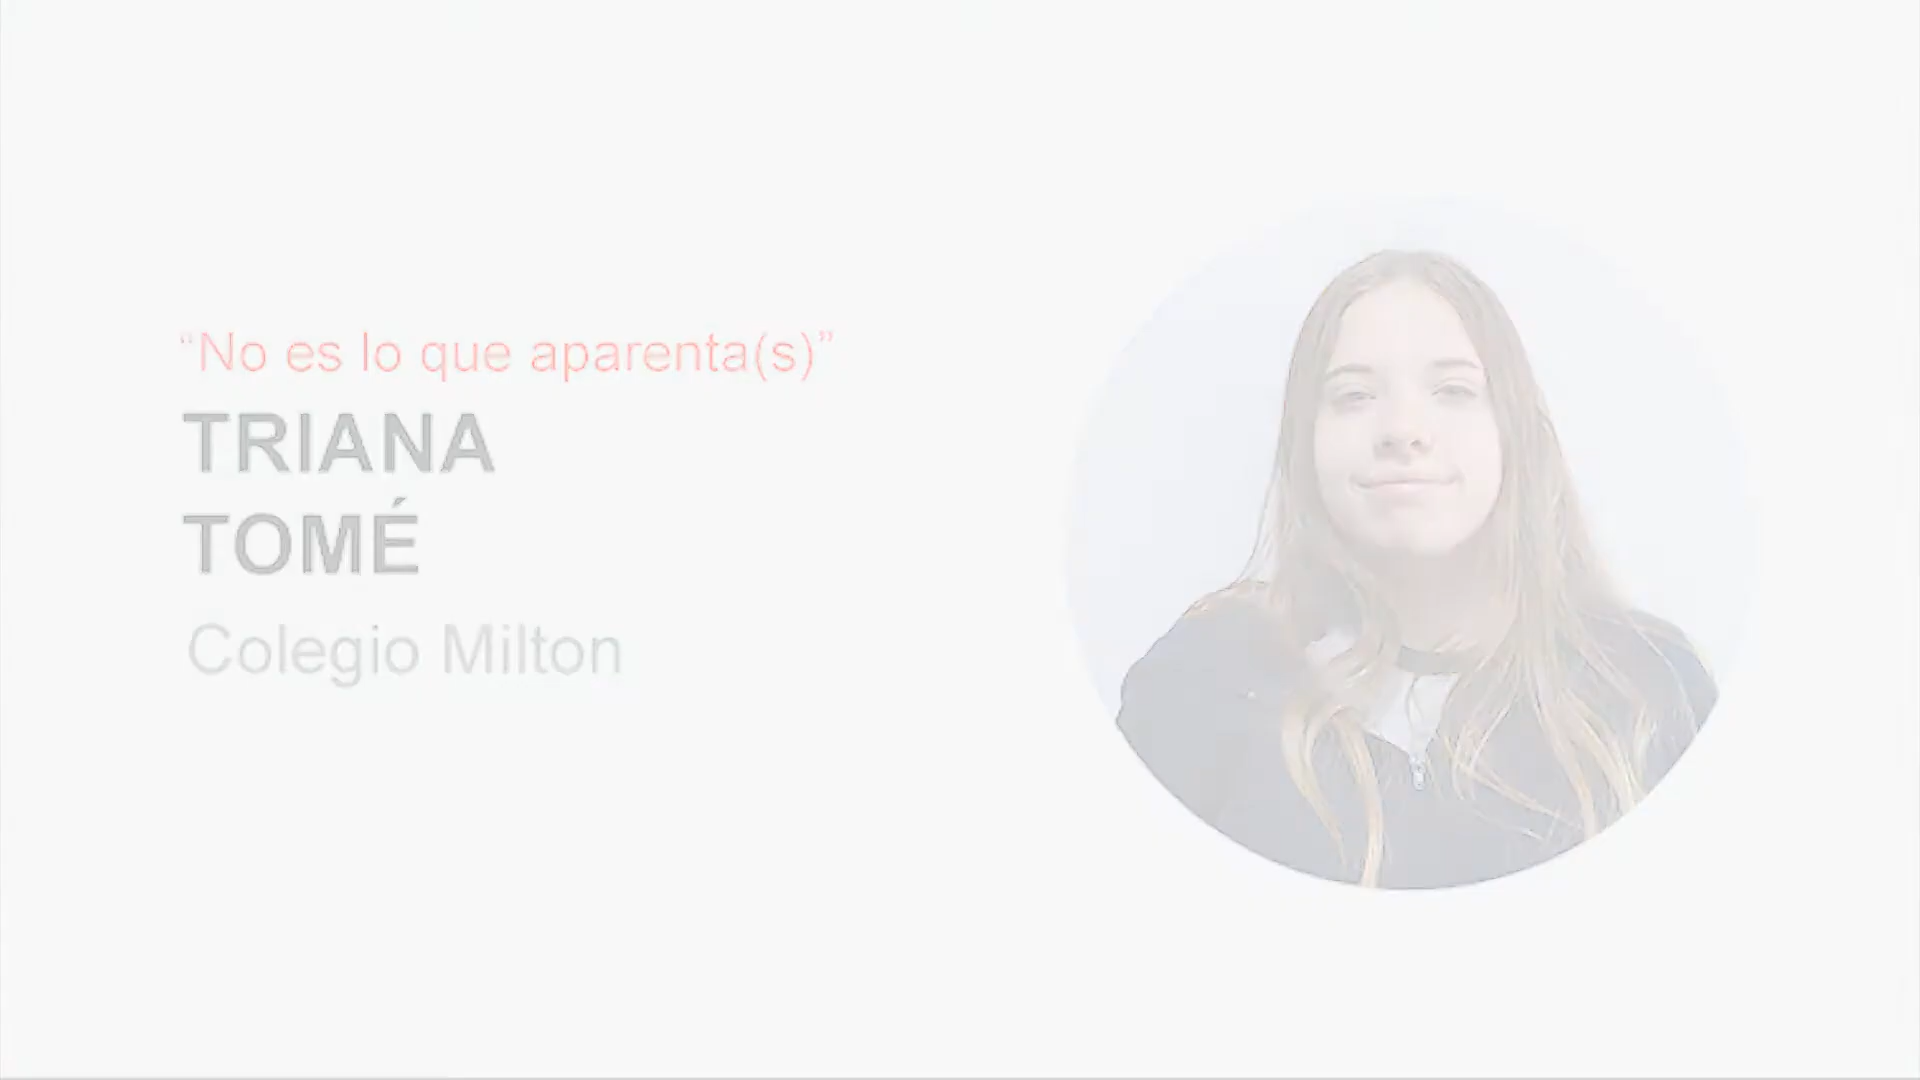 “No es lo que aparenta(s)”
TRIANA
TOMÉ
Colegio Milton